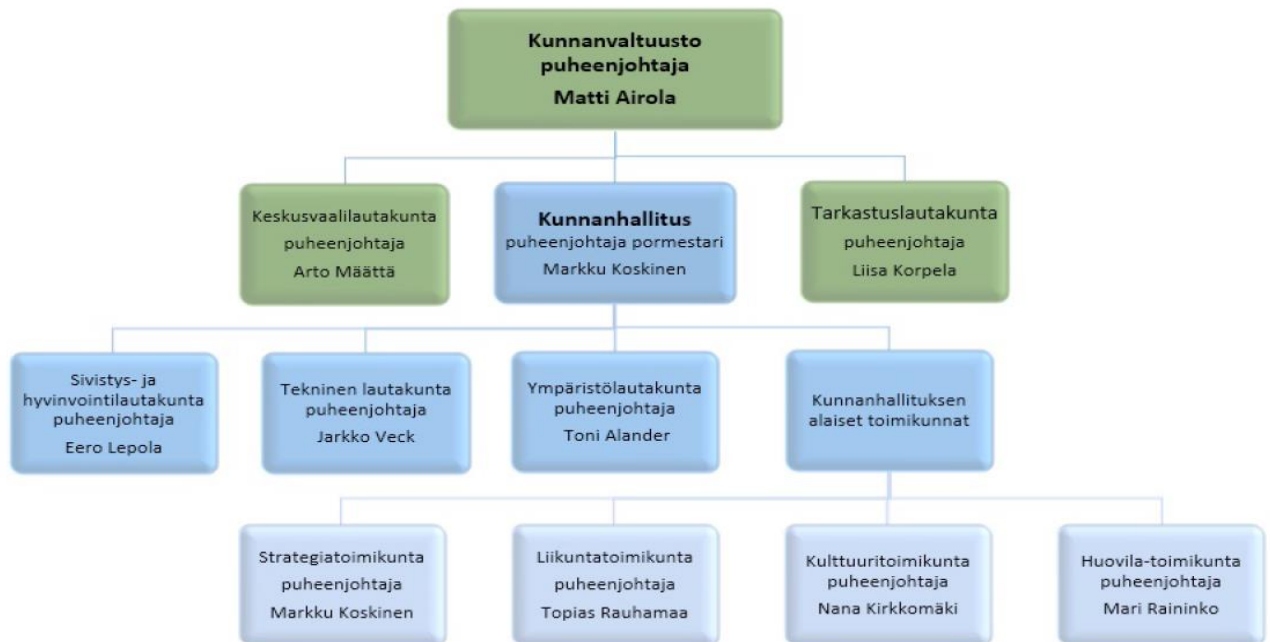 Kunnanvaltuusto
puheenjohtaja
Matti Airola
Keskusvaalilautakunta
puheenjohtaja
Arto Määttä
Kunnanhallitus
puheenjohtaja pormestari
Markku Koskinen
Tarkastuslautakunta
puheenjohtaja
Liisa Korpela
Sivistys- ja
hyvinvointilautakunta
puheenjohtaja
Eero Lepola
Tekninen lautakunta
puheenjohtaja
Jarkko Veck
Ympäristölautakunta
puheenjohtaja
Toni Alander
Kunnanhallituksen
alaiset toimikunnat
Strategiatoimikunta
puheenjohtaja
Markku Koskinen
Liikuntatoimikunta
puheenjohtaja
Topias Rauhamaa
Kulttuuritoimikunta
puheenjohtaja
Nana Kirkkomäki
Huovila-toimikunta
puheenjohtaja
Mari Raininko